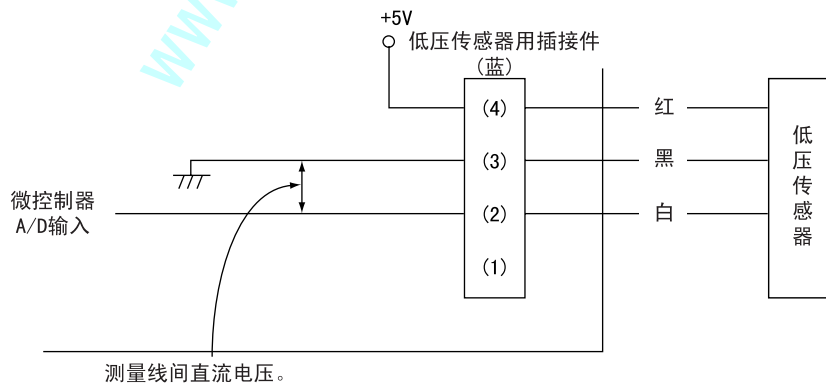 +5V
低压传感器用插接件
(蓝)
(4)
红
(3)
黑
微控制器
A/D输入
(2)
白
(1)
低压传感器
测量线间直流电压。
www